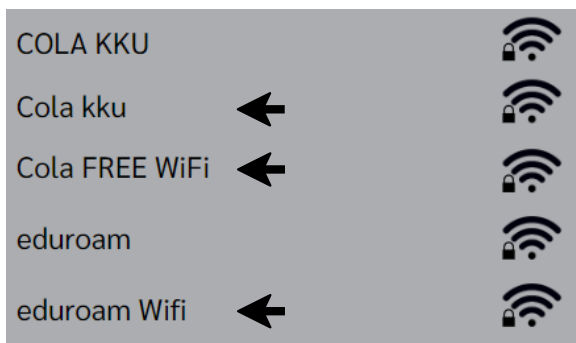 COLA KKU
Cola kku
Cola FREE WiFi
eduroam
eduroam Wifi